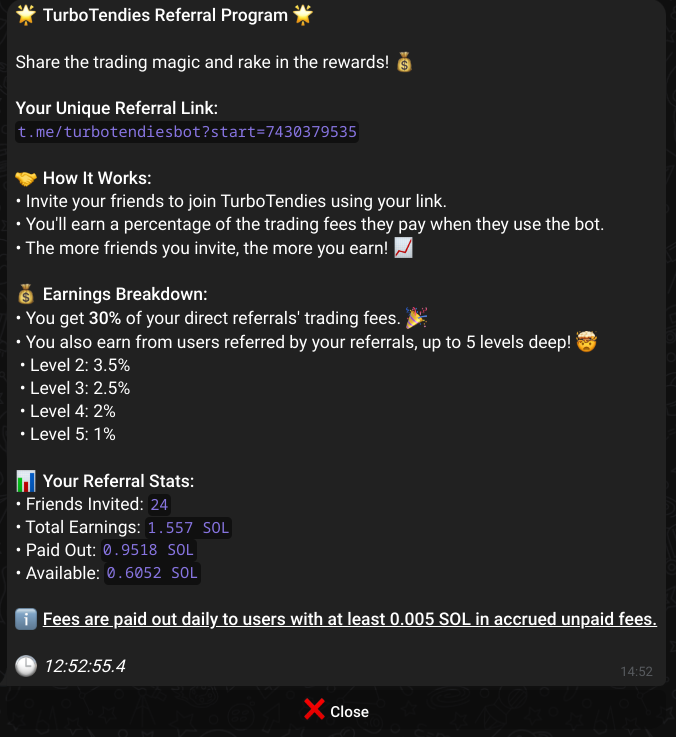 🌟 TurboTendies Referral Program 🌟
Share the trading magic and rake in the rewards! 💰
Your Unique Referral Link:
t.me/turbotendiesbot?start=7430379535
🤝 How It Works:
• Invite your friends to join TurboTendies using your link.
• You'll earn a percentage of the trading fees they pay when they use the bot.
• The more friends you invite, the more you earn! 📈
💰 Earnings Breakdown:
• You get 30% of your direct referrals' trading fees. 🎉
• You also earn from users referred by your referrals, up to 5 levels deep! 🤯
• Level 2: 3.5%
• Level 3: 2.5%
• Level 4: 2%
• Level 5: 1%
📊 Your Referral Stats:
• Friends Invited: 24
• Total Earnings: 1.557 SOL
• Paid Out: 0.9518 SOL
• Available: 0.6052 SOL
ℹ️ Fees are paid out daily to users with at least 0.005 SOL in accrued unpaid fees.
🕒 12:52:55.4
14:52
❌ Close